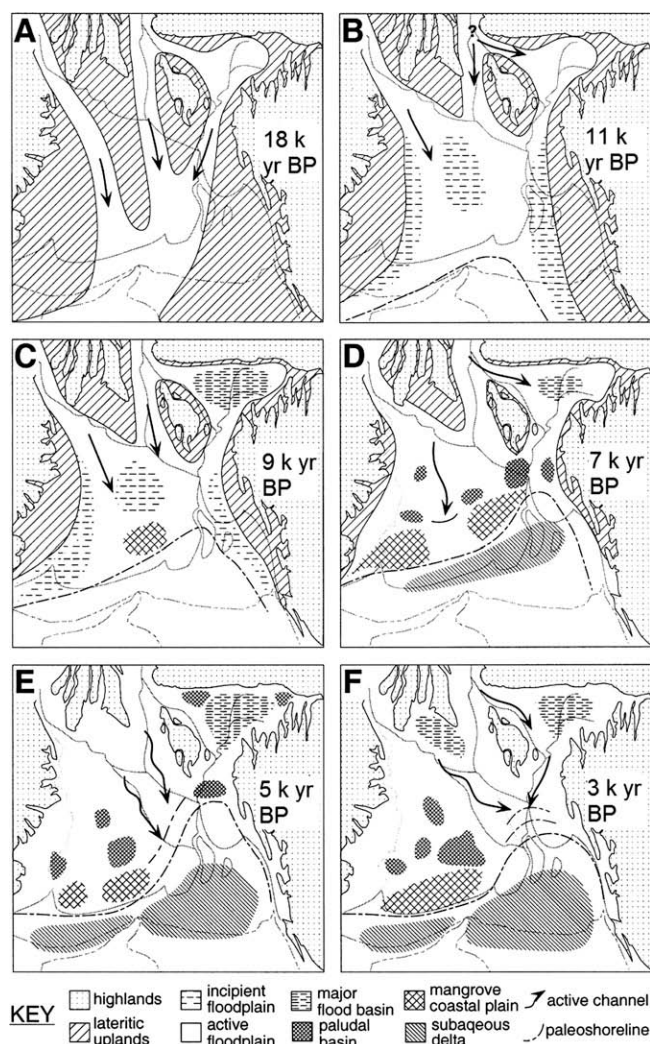 A
18 k
yr BP
B
?
11 k
yr BP
C
9 k yr
BP
D
7 k yr
BP
E
5 k yr
BP
F
3 k yr
BP
KEY
highlands
incipient
floodplain
major
flood basin
mangrove
coastal plain
active channel
lateritic
uplands
active
floodplain
paludal
basin
subaqeous
delta
paleoshoreline